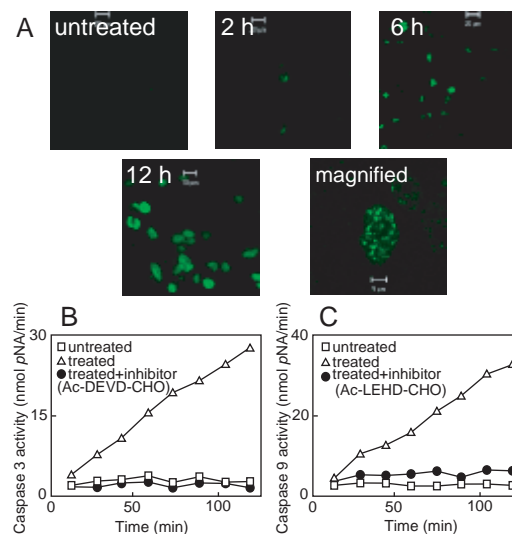 A
untreated
2 h
6 h
12 h
magnified
B
untreated
treated
treated+inhibitor
(Ac-DEVD-CHO)
Caspase 3 activity (nmol pNA/min)
30
15
0
0 50 100
Time (min)
C
untreated
treated
treated+inhibitor
(Ac-LEHD-CHO)
Caspase 9 activity (nmol pNA/min)
40
20
0
0 50 100
Time (min)